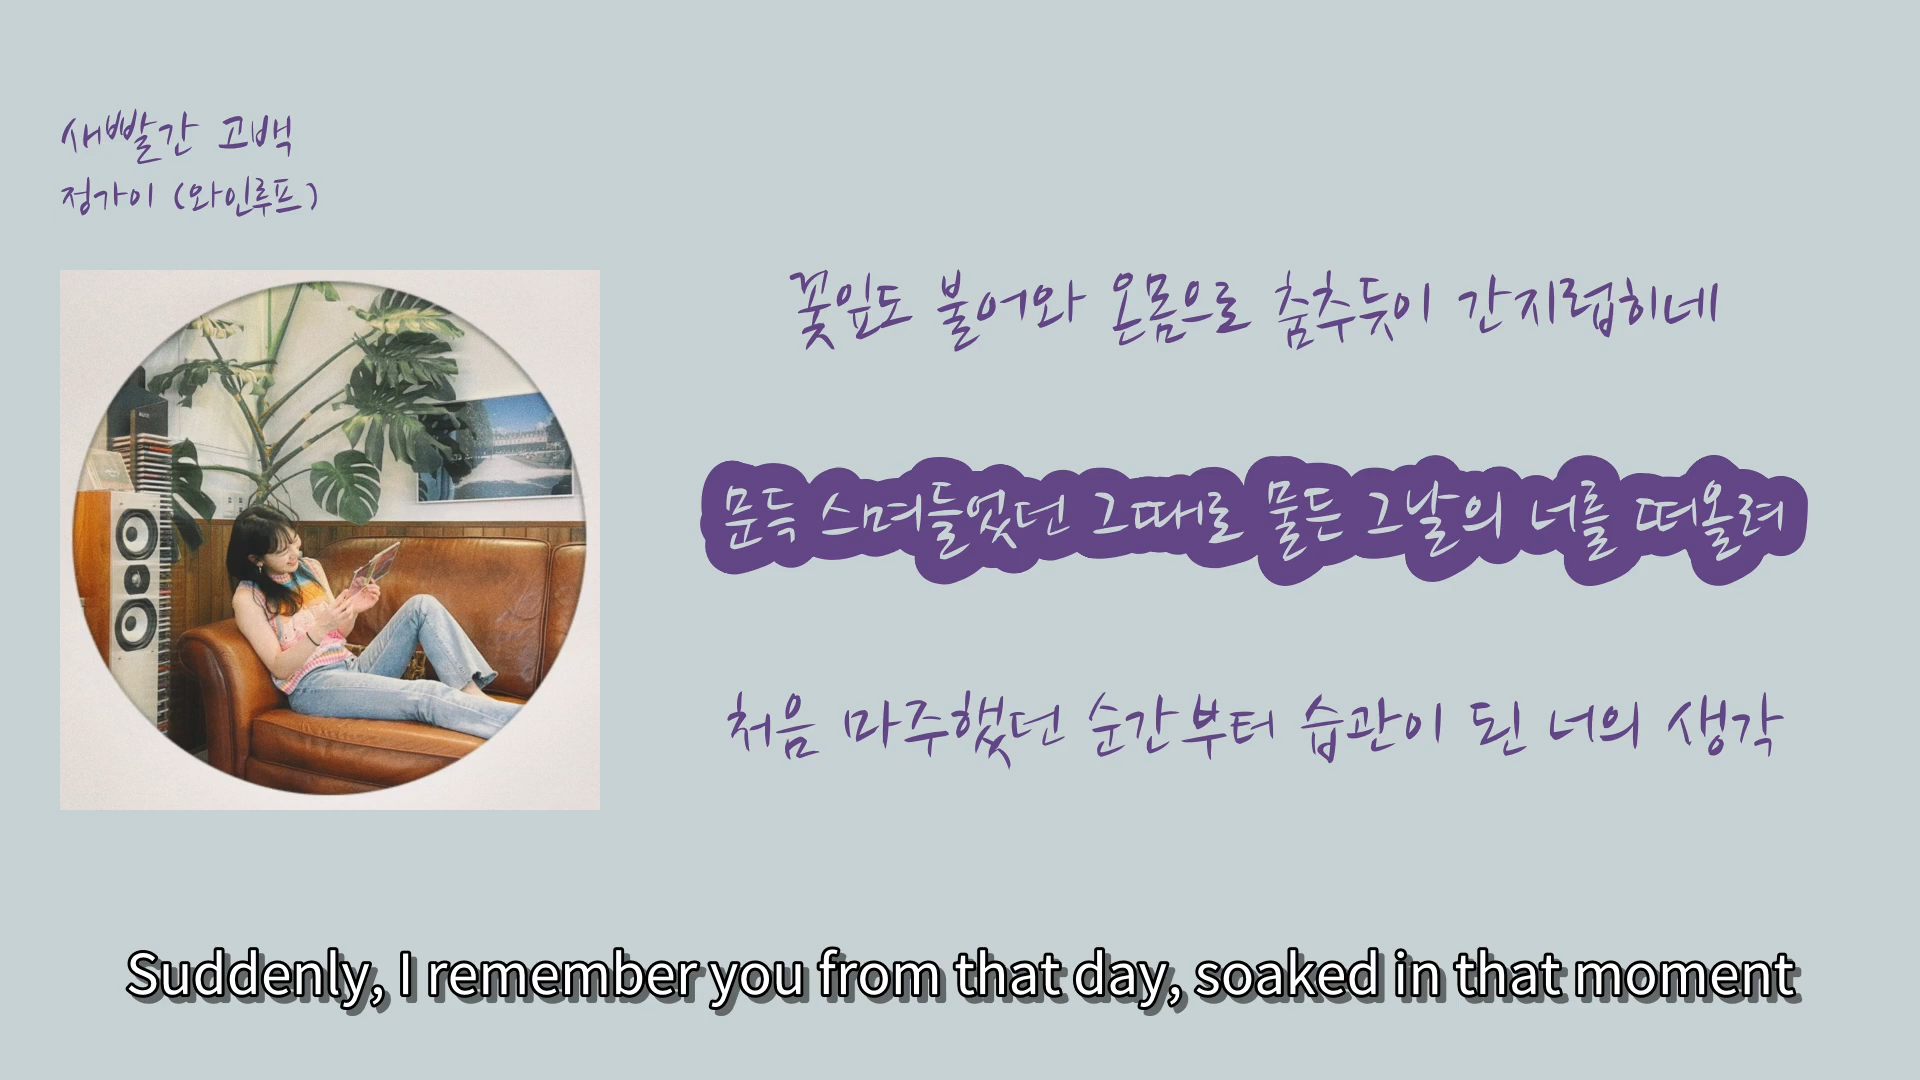 새빨간 고백
정가이 (와인루프)
꽃잎도 불어와 온몸으로 춤추듯이 간지럽히네
문득 스며들었던 그때로 물든 그날의 너를 떠올려
처음 마주했던 순간부터 습관이 된 너의 생각
Suddenly, I remember you from that day, soaked in that moment